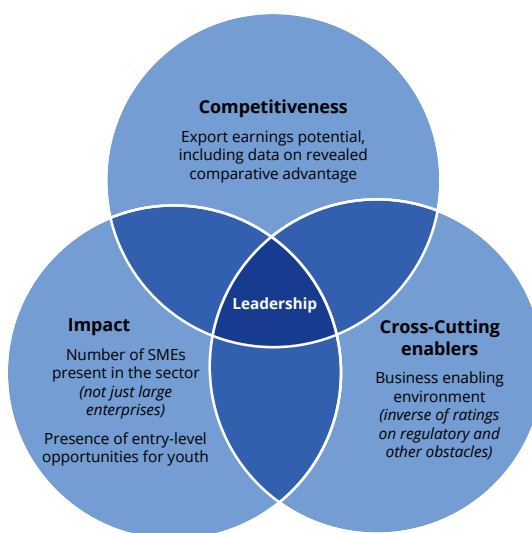 Competitiveness
Export earnings potential,
including data on revealed
comparative advantage
Leadership
Impact
Number of SMEs
present in the sector
(not just large
enterprises)
Presence of entry-level
opportunities for youth
Cross-Cutting
enablers
Business enabling
environment
(inverse of ratings
on regulatory and
other obstacles)